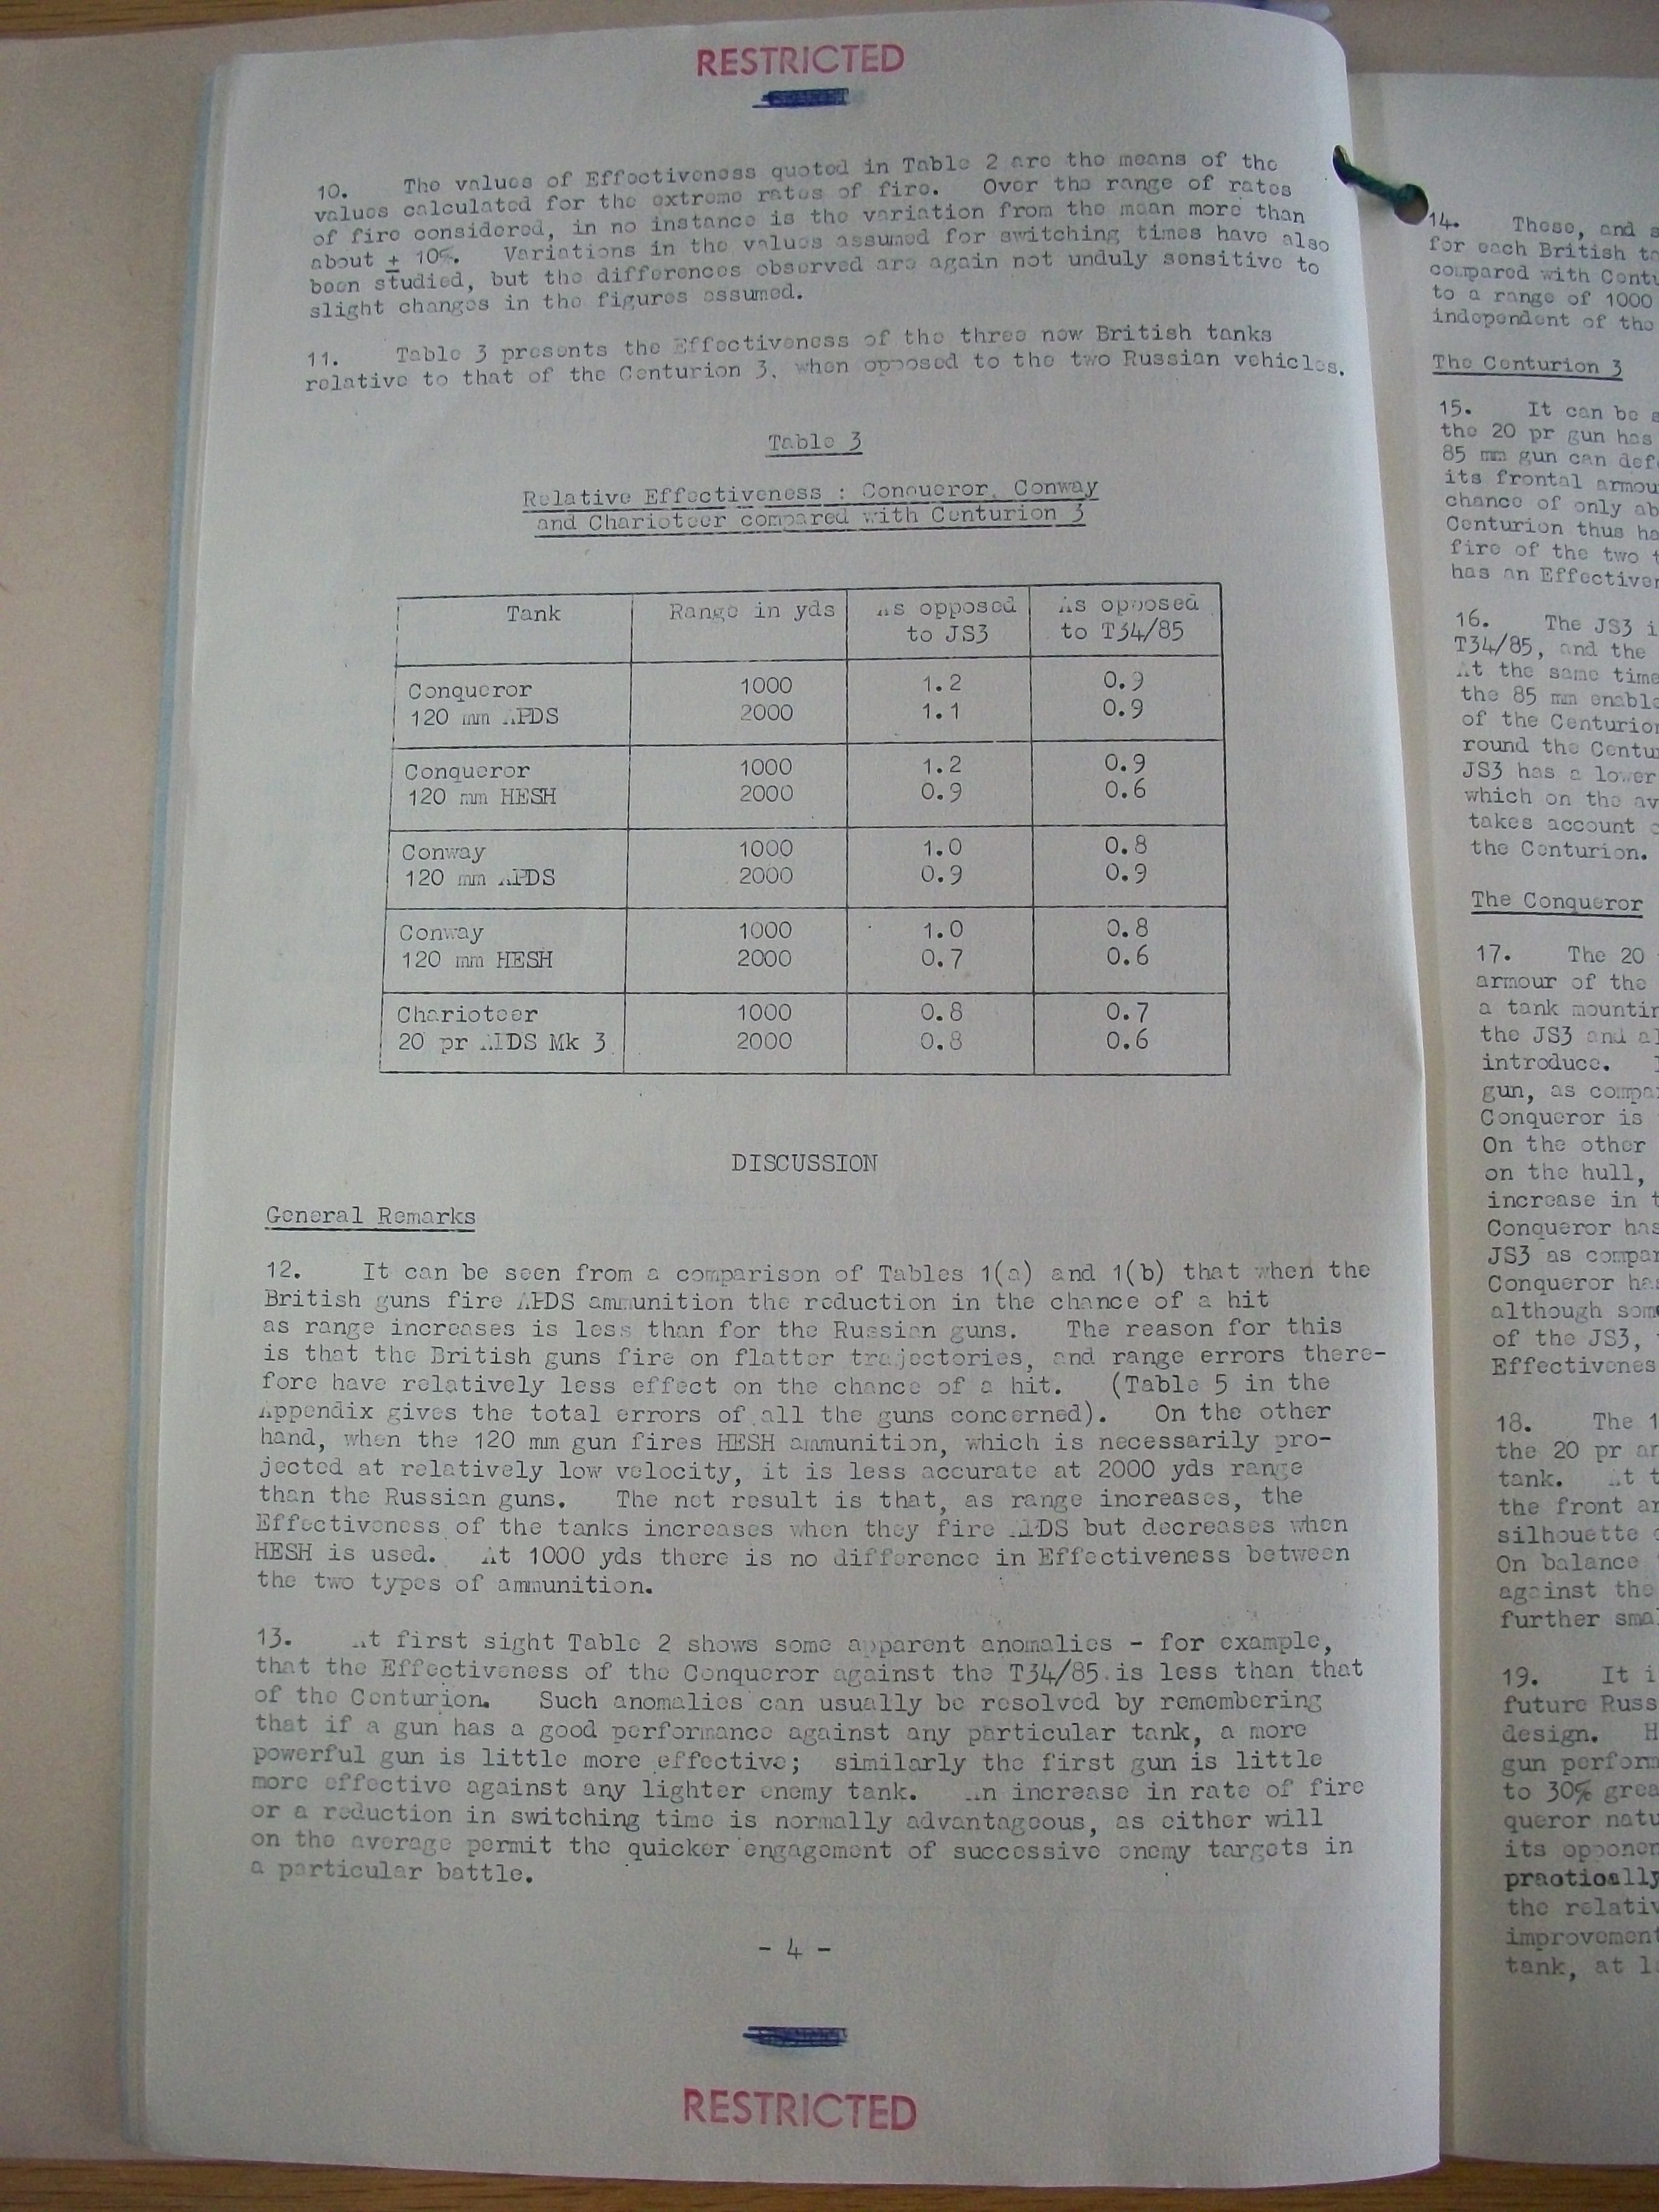 RESTRICTED
10. The values of Effectiveness quoted in Table 2 are the means of the
values calculated for the extreme rates of fire. Over the range of rates
of fire considered, in no instance is the variation from the mean more than
about ± 10%. Variations in the values assumed for switching times have also
been studied, but the differences observed are again not unduly sensitive to
slight changes in the figures assumed.
11. Table 3 presents the Effectiveness of the three new British tanks
relative to that of the Centurion 3, when opposed to the two Russian vehicles.
Table 3
Relative Effectiveness : Conqueror, Conway
and Charioteer compared with Centurion 3
Tank Range in yds As opposed to JS3 As opposed to T34/85
Conqueror 1000 1.2 0.9
120 mm APDS 2000 1.1 0.9
Conqueror 1000 1.2 0.9
120 mm HESH 2000 0.9 0.6
Conway 1000 1.0 0.8
120 mm APDS 2000 0.9 0.9
Conway 1000 1.0 0.8
120 mm HESH 2000 0.7 0.6
Charioteer 1000 0.8 0.7
20 pr APDS Mk 3 2000 0.8 0.6
DISCUSSION
General Remarks
12. It can be seen from a comparison of Tables 1(a) and 1(b) that when the
British guns fire APDS ammunition the reduction in the chance of a hit
as range increases is less than for the Russian guns. The reason for this
is that the British guns fire on flatter trajectories, and range errors there-
fore have relatively less effect on the chance of a hit. (Table 5 in the
Appendix gives the total errors of all the guns concerned). On the other
hand, when the 120 mm gun fires HESH ammunition, which is necessarily pro-
jected at relatively low velocity, it is less accurate at 2000 yds range
than the Russian guns. The net result is that, as range increases, the
Effectiveness of the tanks increases when they fire APDS but decreases when
HESH is used. At 1000 yds there is no difference in Effectiveness between
the two types of ammunition.
13. At first sight Table 2 shows some apparent anomalies - for example,
that the Effectiveness of the Conqueror against the T34/85 is less than that
of the Centurion. Such anomalies can usually be resolved by remembering
that if a gun has a good performance against any particular tank, a more
powerful gun is little more effective; similarly the first gun is little
more effective against any lighter enemy tank. An increase in rate of fire
or a reduction in switching time is normally advantageous, as either will
on the average permit the quicker engagement of successive enemy targets in
a particular battle.
- 4 -
RESTRICTED
14. These, and
for each British
compared with
to a range of 1000
independent of the
The Centurion 3
15. It can be
the 20 pr gun has
85 mm gun can
its frontal
chance of only
Centurion thus
fire of the two
has an
16. The JS3
T34/85, and the
At the same time
the 85 mm
of the
round the
JS3 has a lower
which on the
takes account
the Centurion.
The Conqueror
17. The 20
armour of the
a tank
the JS3 and
introduce.
gun, as
Conqueror is
On the other
on the hull,
increase in
Conqueror has
JS3 as
Conqueror
although
of the JS3,
18. The
the 20 pr
tank. At
the front
silhouette
On balance
against the
further
19. It
future
design.
gun
to 30%
its
practically
the
tank, at